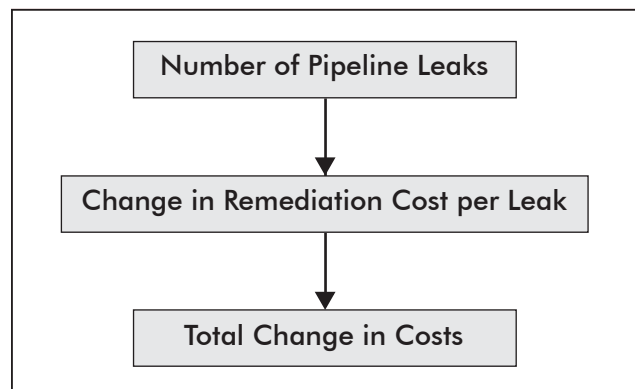 Number of Pipeline Leaks
Change in Remediation Cost per Leak
Total Change in Costs